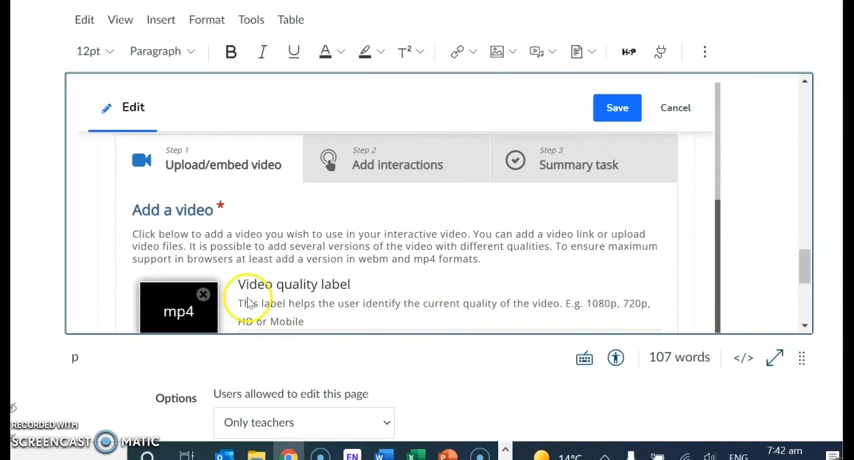 Edit View Insert Format Tools Table
12pt Paragraph B I U A T² H-P
Edit Save Cancel
Step 1 Step 2 Step 3
Upload/embed video Add interactions Summary task
Add a video *
Click below to add a video you wish to use in your interactive video. You can add a video link or upload
video files. It is possible to add several versions of the video with different qualities. To ensure maximum
support in browsers at least add a version in webm and mp4 formats.
Video quality label
mp4 This label helps the user identify the current quality of the video. E.g. 1080p, 720p,
HD or Mobile
p 107 words </>
Options Users allowed to edit this page
Only teachers
RECORDED WITH
SCREENCAST MATIC
EN 14°C ENG 7:42 am